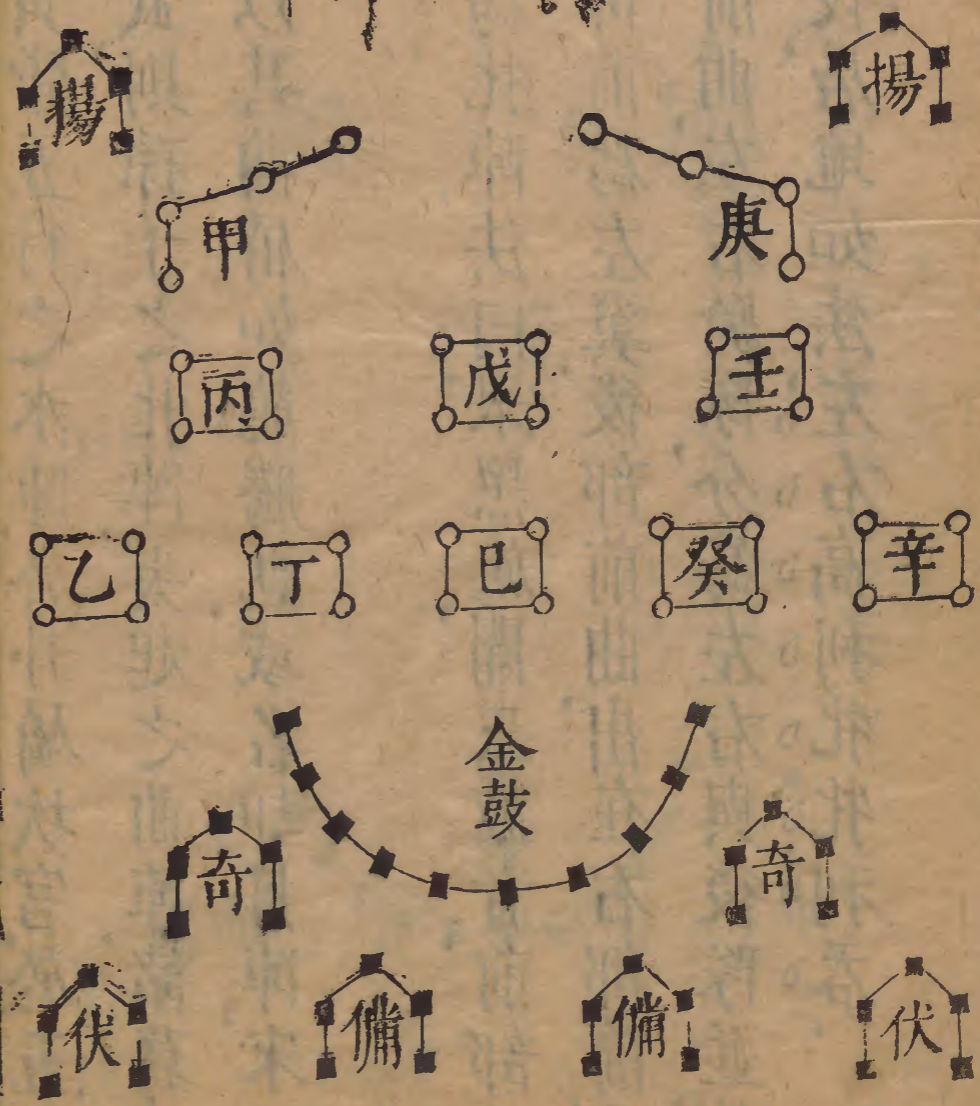 揚 揚
庚 甲
壬 戊 丙
辛 癸 巳 丁 乙
金鼓
奇 奇
伏 備 備 伏